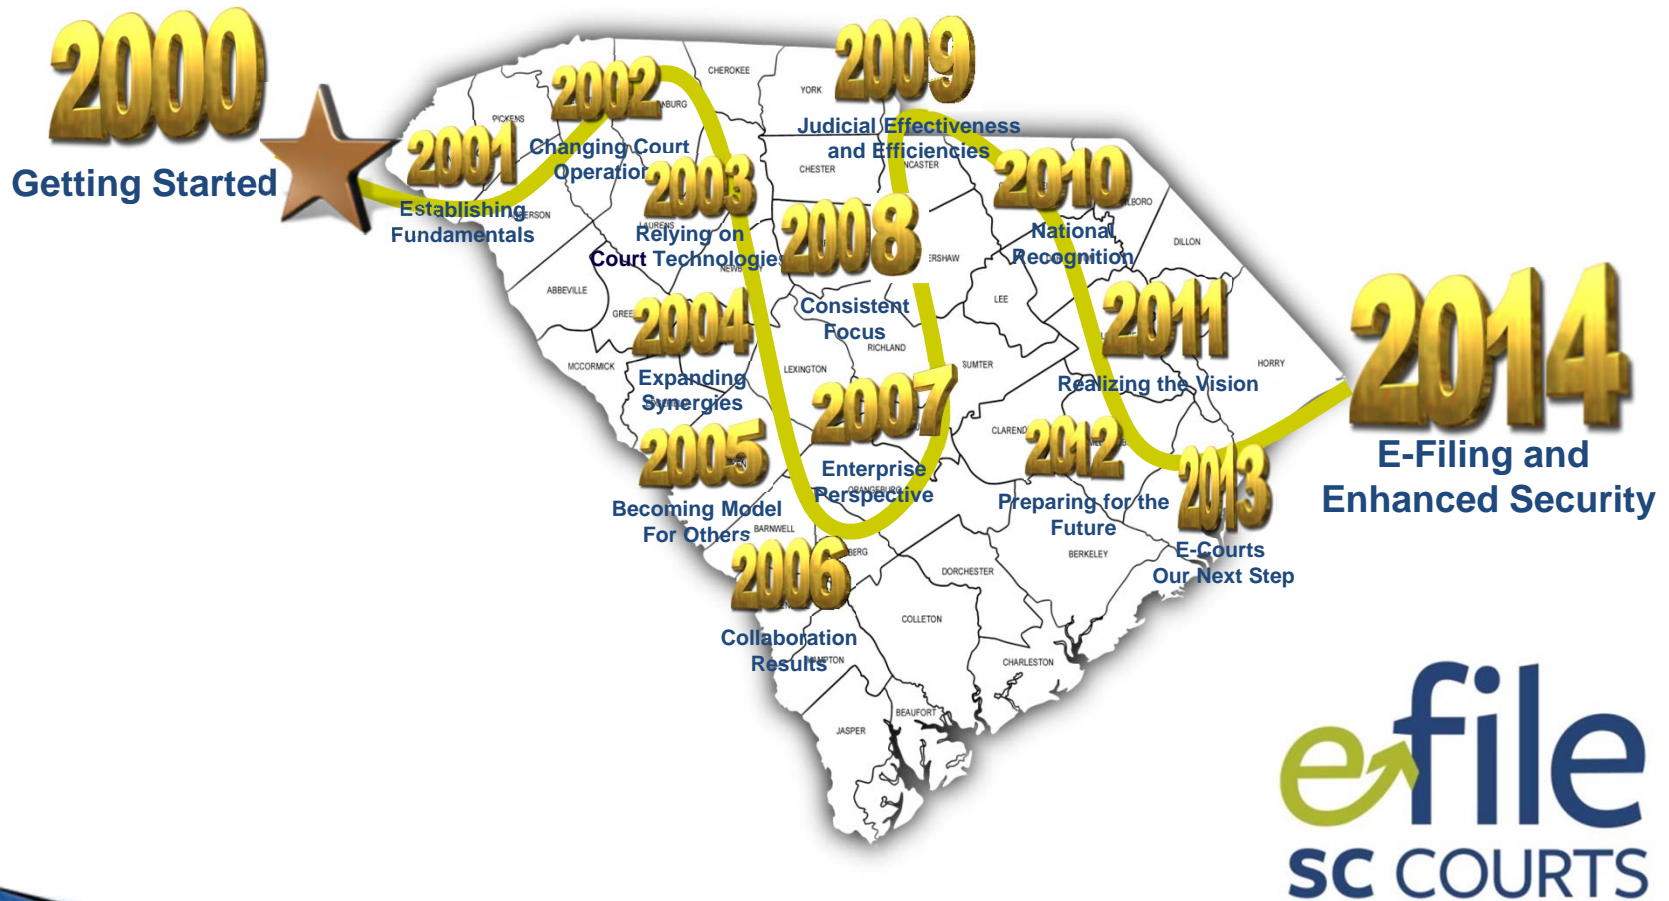 2000
Getting Started
2001
Establishing
Fundamentals
2002
Changing Court
Operation
2003
Relying on
Court Technologies
2004
Expanding
Synergies
2005
Becoming Model
For Others
2006
Collaboration
Results
2007
Enterprise
Perspective
2008
Consistent
Focus
2009
Judicial Effectiveness
and Efficiencies
2010
National
Recognition
2011
Realizing the Vision
2012
Preparing for the
Future
2013
E-Courts
Our Next Step
2014
E-Filing and
Enhanced Security
PICKENS
CHEROKEE
YORK
CHESTER
LAURENS
ABBEVILLE
MCCORMICK
LEXINGTON
RICHLAND
SUMTER
LEE
DILLON
HORRY
BARNWELL
ORANGEBURG
DORCHESTER
BERKELEY
COLLETON
CHARLESTON
BEAUFORT
JASPER
efile
SC COURTS